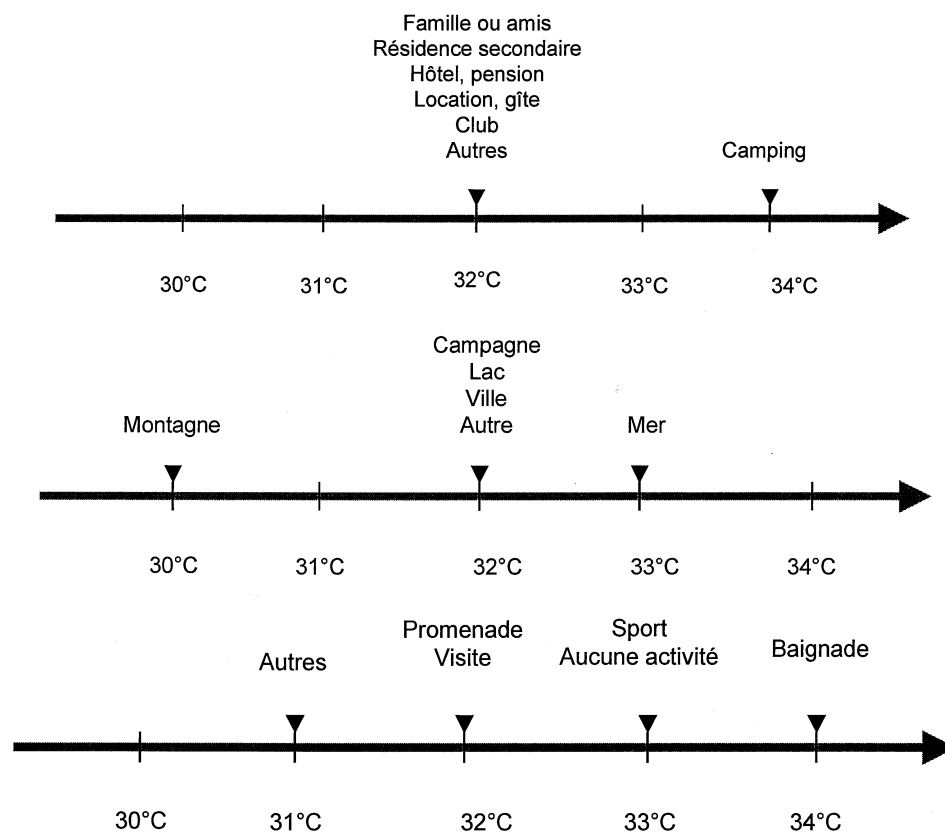 Famille ou amis
Résidence secondaire
Hôtel, pension
Location, gîte
Club
Autres
Camping
30°C 31°C 32°C 33°C 34°C
Campagne
Lac
Ville
Montagne Autre Mer
30°C 31°C 32°C 33°C 34°C
Promenade Sport
Autres Visite Aucune activité Baignade
30°C 31°C 32°C 33°C 34°C